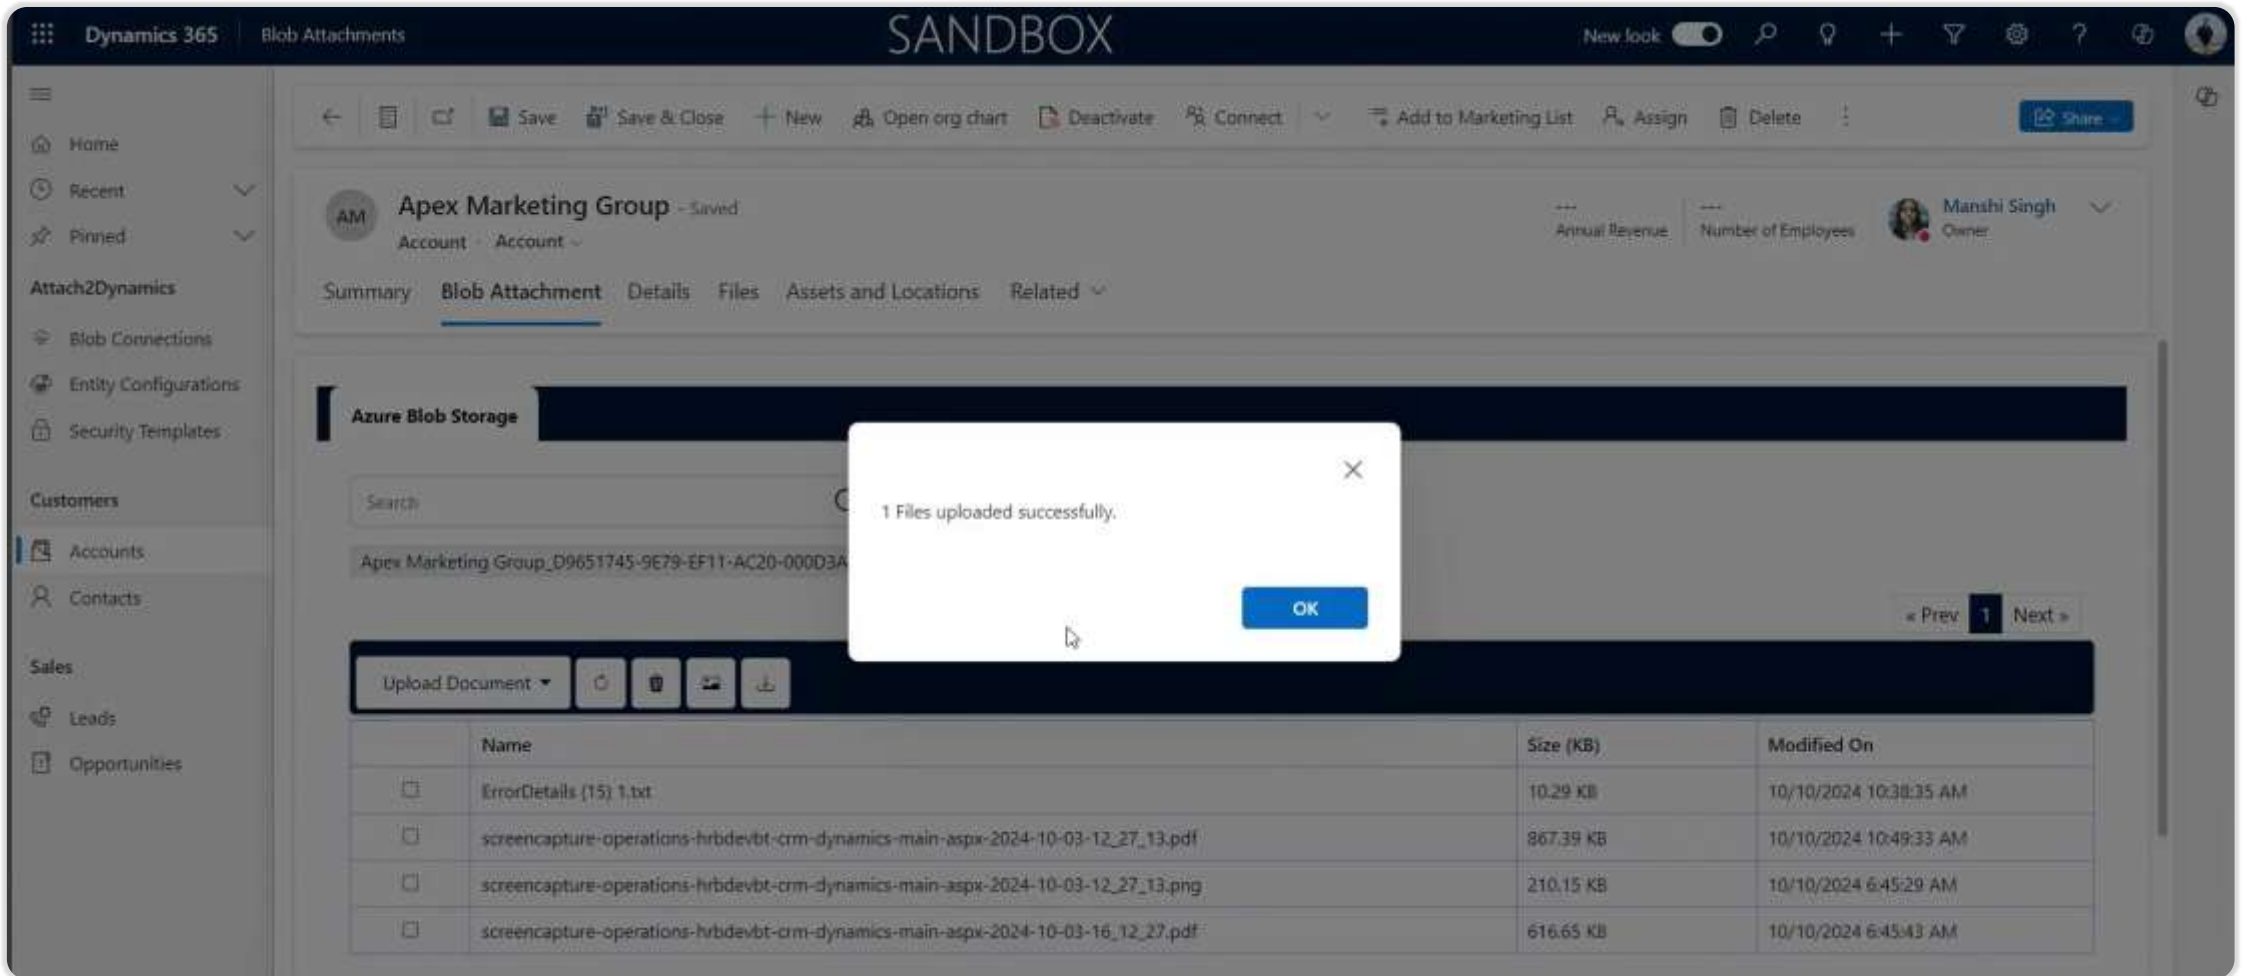 Dynamics 365 Blob Attachments SANDBOX New look
Save Save & Close New Open org chart Deactivate Connect Add to Marketing List Assign Delete Share
Home
Recent
Pinned
Attach2Dynamics
Blob Connections
Entity Configurations
Security Templates
Customers
Accounts
Contacts
Sales
Leads
Opportunities
AM Apex Marketing Group - Saved
Account · Account
--- Annual Revenue
--- Number of Employees
Manshi Singh
Owner
Summary Blob Attachment Details Files Assets and Locations Related
Azure Blob Storage
Search
Apex Marketing Group_D9651745-9E79-EF11-AC20-000D3A
1 Files uploaded successfully.
OK
« Prev 1 Next »
Upload Document
Name Size (KB) Modified On
ErrorDetails (15) 1.txt 10.29 KB 10/10/2024 10:38:35 AM
screencapture-operations-hrbdevbt-crm-dynamics-main-aspx-2024-10-03-12_27_13.pdf 867.39 KB 10/10/2024 10:49:33 AM
screencapture-operations-hrbdevbt-crm-dynamics-main-aspx-2024-10-03-12_27_13.png 210.15 KB 10/10/2024 6:45:29 AM
screencapture-operations-hrbdevbt-crm-dynamics-main-aspx-2024-10-03-16_12_27.pdf 616.65 KB 10/10/2024 6:45:43 AM